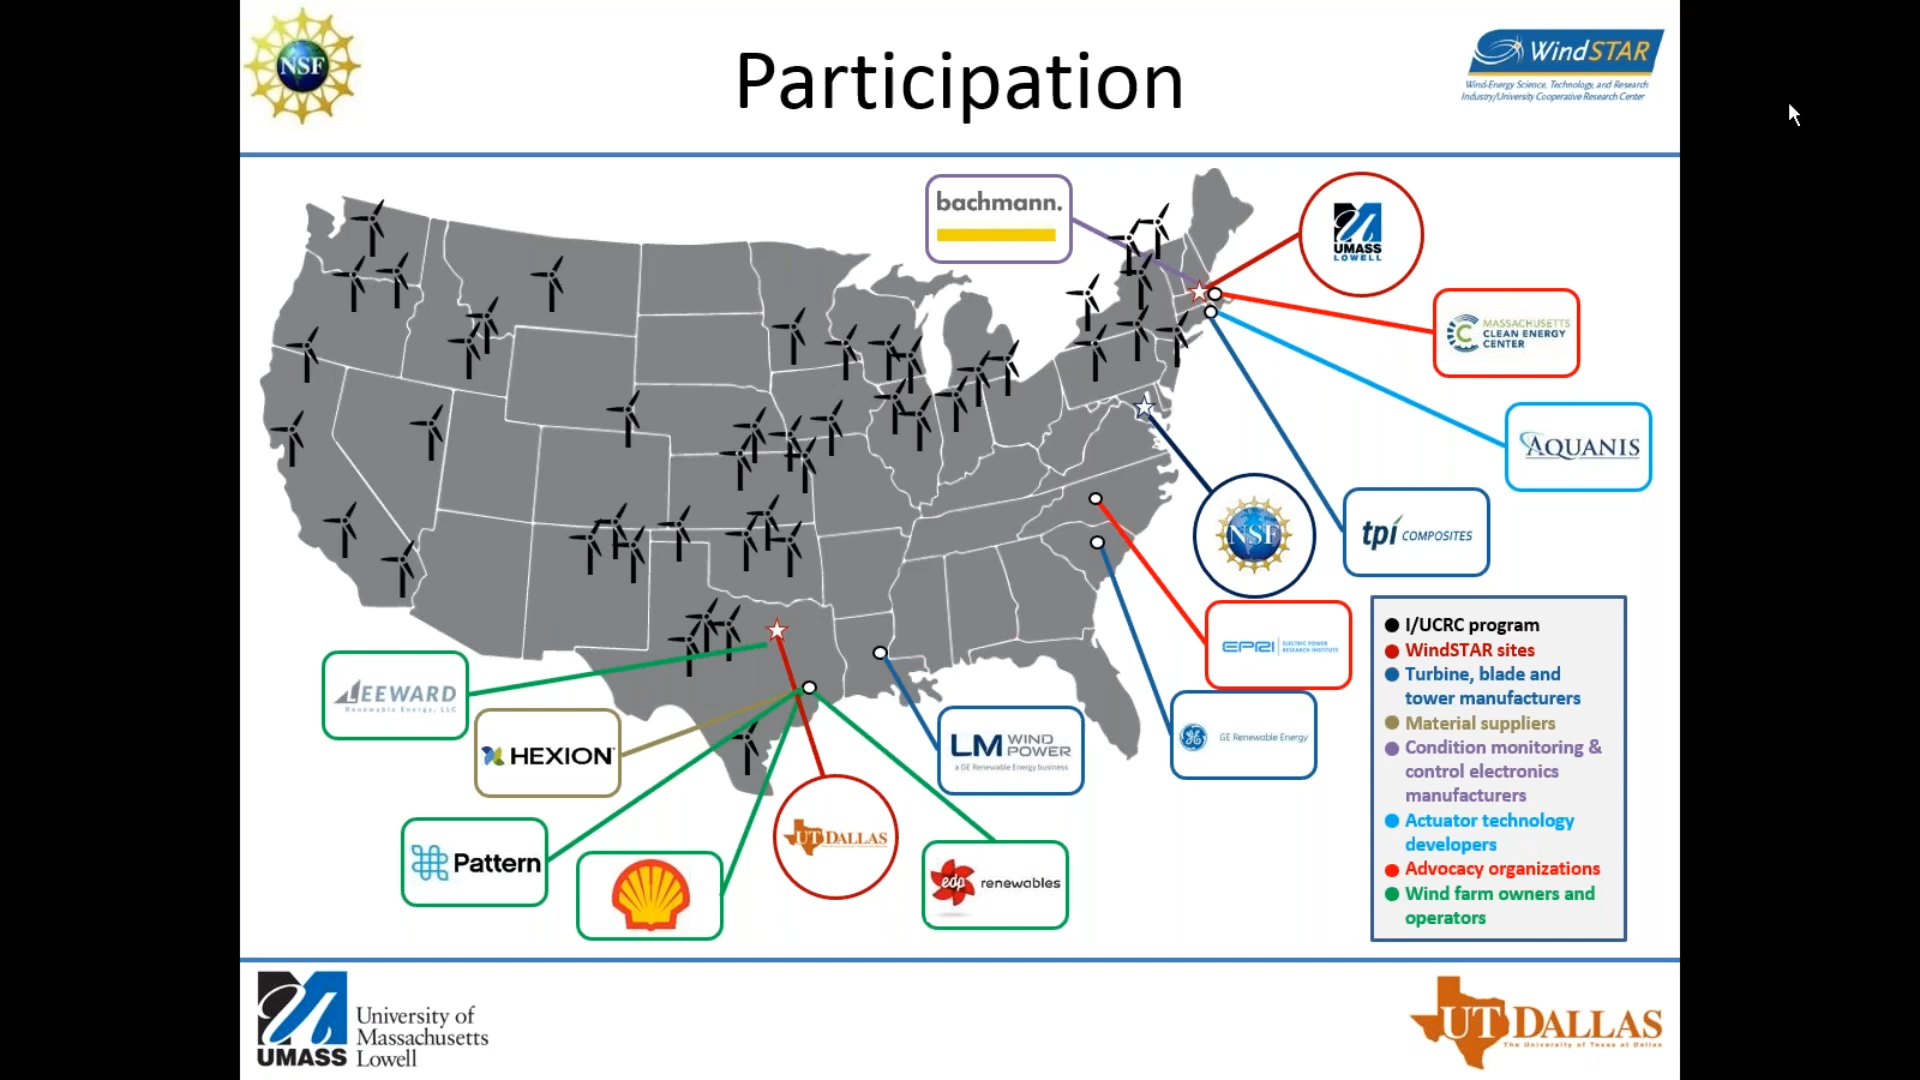 NSF
Participation
WindSTAR
Wind-Energy Science, Technology, and Research
Industry/University Cooperative Research Center
bachmann.
UMASS
LOWELL
MASSACHUSETTS
CLEAN ENERGY
CENTER
AQUANIS
tpi COMPOSITES
NSF
EPRI ELECTRIC POWER
RESEARCH INSTITUTE
GE Renewable Energy
LM WIND
POWER
a GE Renewable Energy business
LEEWARD
Renewable Energy, LLC
HEXION
Pattern
UT DALLAS
edp renewables
I/UCRC program
WindSTAR sites
Turbine, blade and
tower manufacturers
Material suppliers
Condition monitoring &
control electronics
manufacturers
Actuator technology
developers
Advocacy organizations
Wind farm owners and
operators
UMASS
University of
Massachusetts
Lowell
UT DALLAS
The University of Texas at Dallas